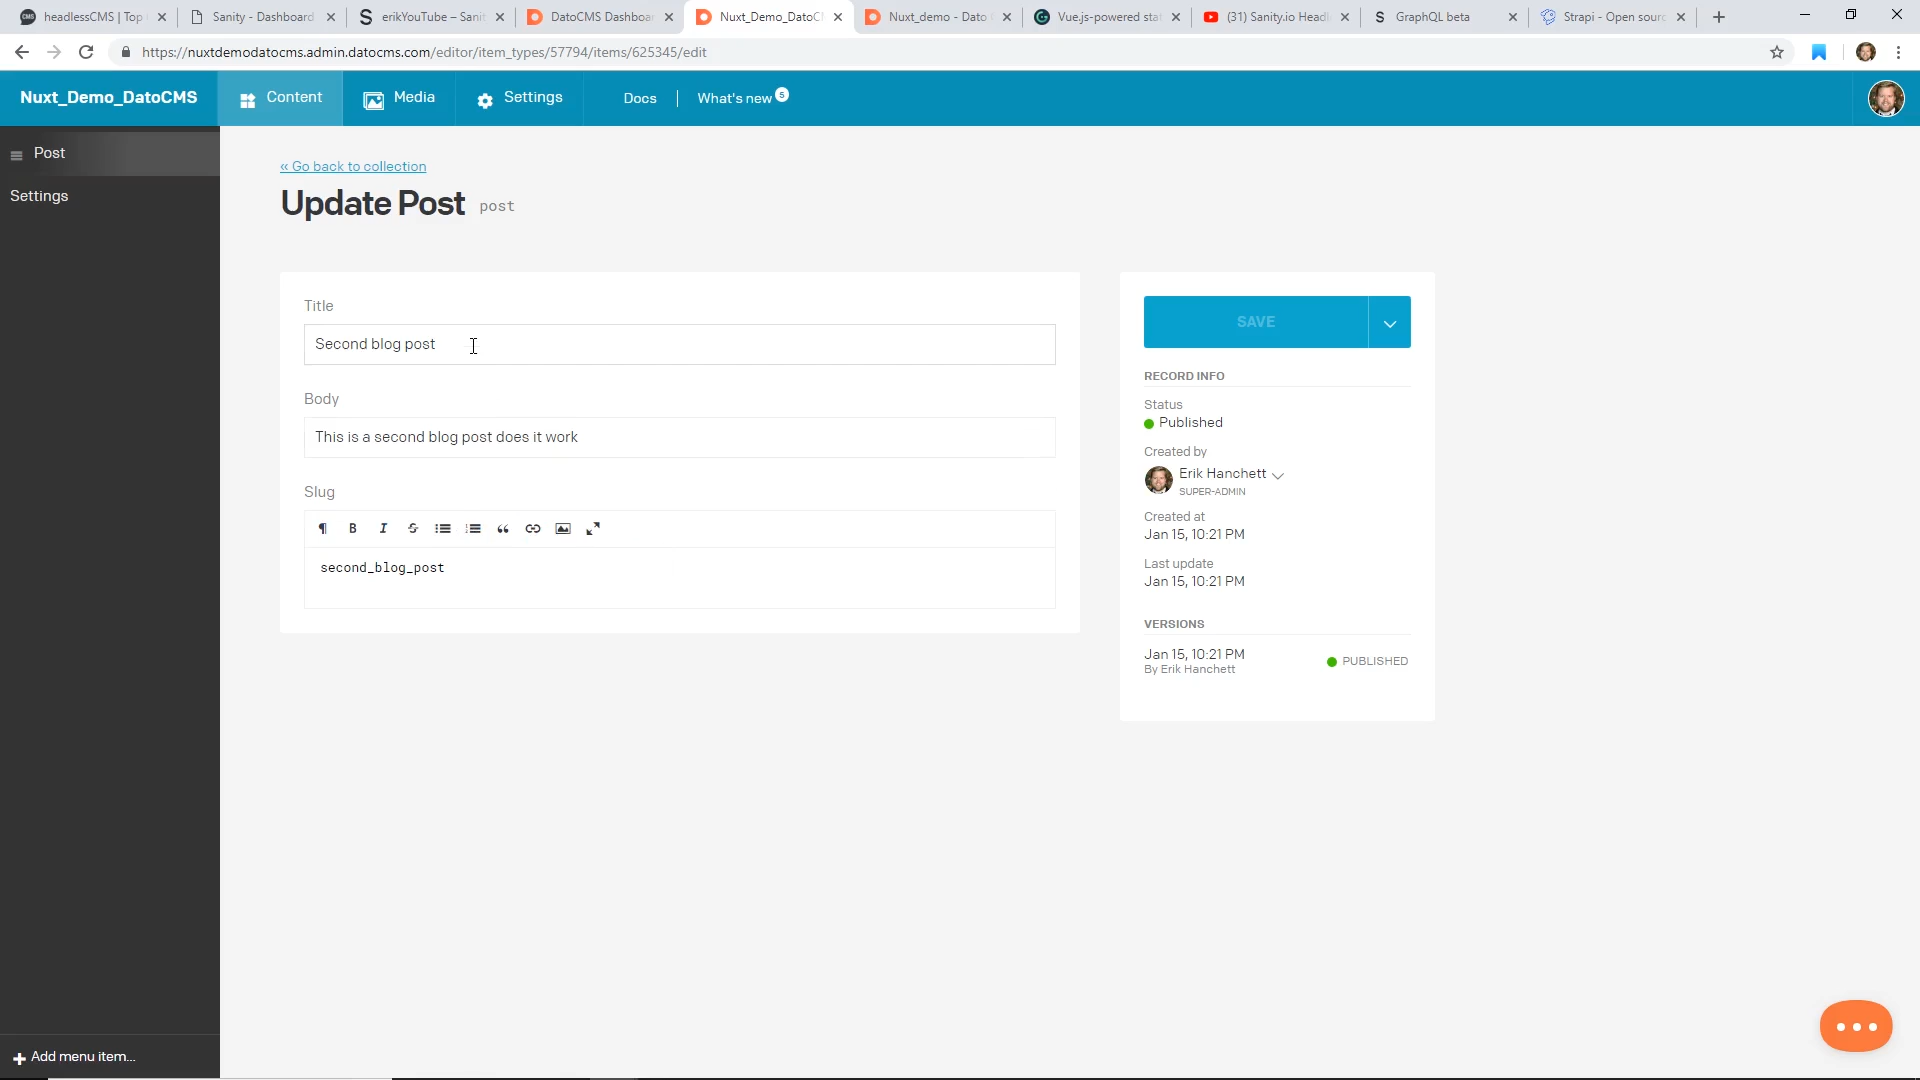 headlessCMS | Top
Sanity - Dashboard
erikYouTube – Sanit
DatoCMS Dashboar
Nuxt_Demo_DatoC
Nuxt_demo - Dato
Vue.js-powered stat
(31) Sanity.io Headl
GraphQL beta
Strapi - Open sourc
https://nuxtdemodatocms.admin.datocms.com/editor/item_types/57794/items/625345/edit
Nuxt_Demo_DatoCMS
Content
Media
Settings
Docs
What's new 5
Post
Settings
« Go back to collection
Update Post post
Title
Second blog post
Body
This is a second blog post does it work
Slug
second_blog_post
SAVE
RECORD INFO
Status
Published
Created by
Erik Hanchett
SUPER-ADMIN
Created at
Jan 15, 10:21 PM
Last update
Jan 15, 10:21 PM
VERSIONS
Jan 15, 10:21 PM
By Erik Hanchett
PUBLISHED
Add menu item...